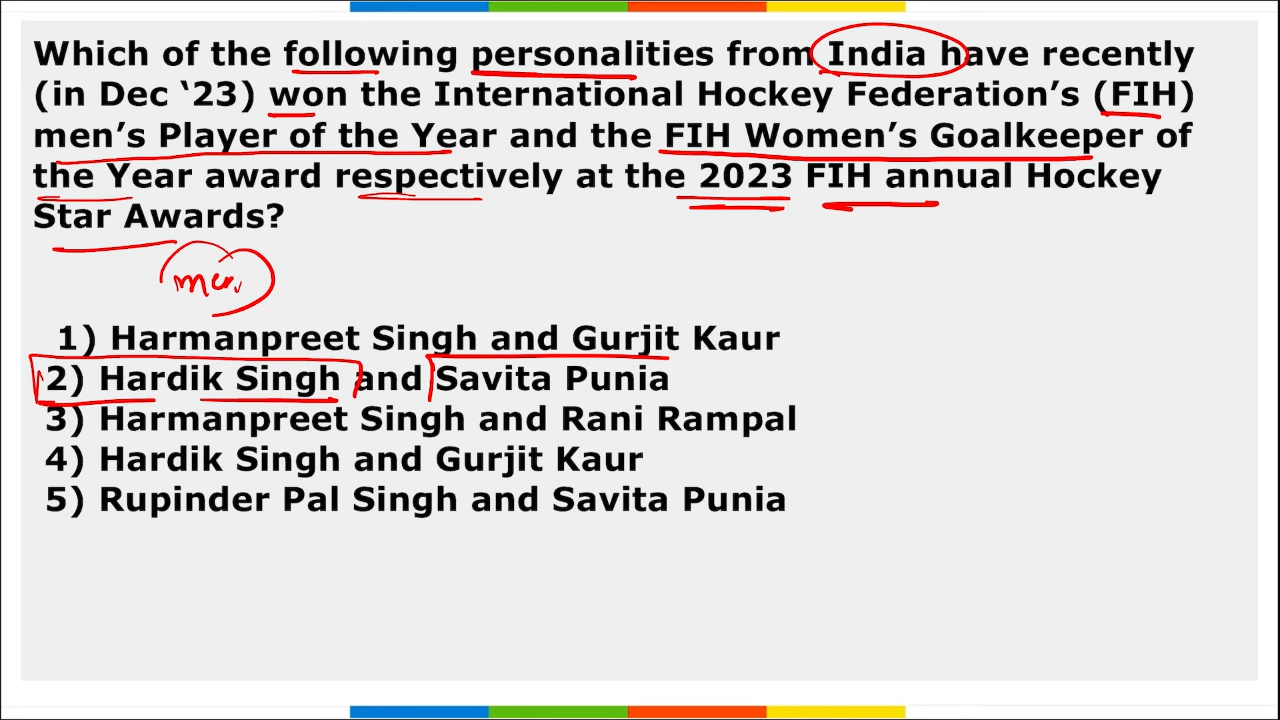 Which of the following personalities from India have recently
(in Dec ‘23) won the International Hockey Federation’s (FIH)
men’s Player of the Year and the FIH Women’s Goalkeeper of
the Year award respectively at the 2023 FIH annual Hockey
Star Awards?
men
1) Harmanpreet Singh and Gurjit Kaur
2) Hardik Singh and Savita Punia
3) Harmanpreet Singh and Rani Rampal
4) Hardik Singh and Gurjit Kaur
5) Rupinder Pal Singh and Savita Punia